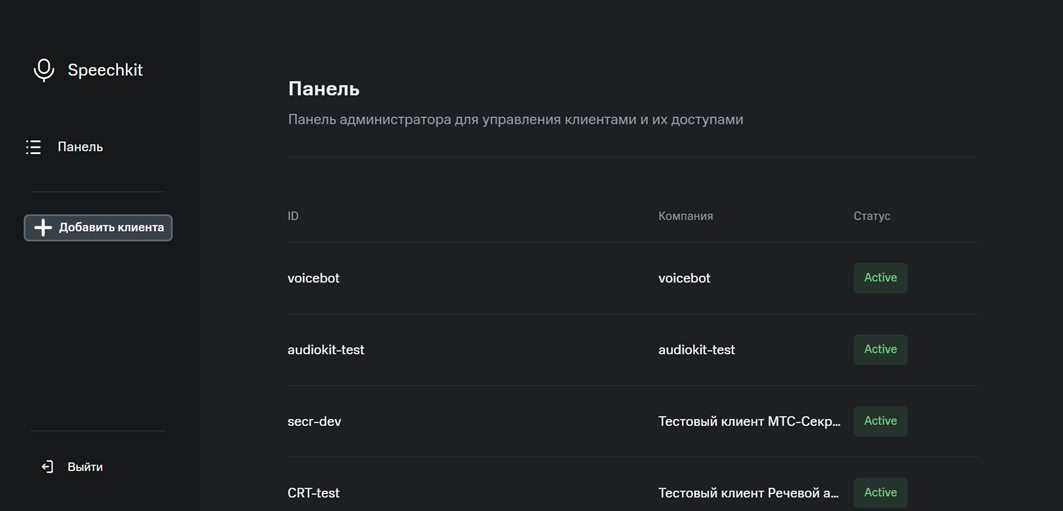 Speechkit
Панель
Добавить клиента
Выйти
Панель
Панель администратора для управления клиентами и их доступами
ID Компания Статус
voicebot voicebot Active
audiokit-test audiokit-test Active
secr-dev Тестовый клиент МТС-Секр... Active
CRT-test Тестовый клиент Речевой а... Active